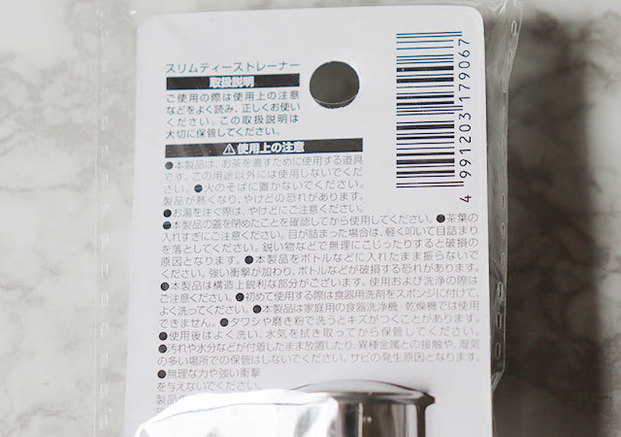 スリムティーストレーナー
取扱説明
ご使用の際は使用上の注意
などをよく読み、正しくお使い
ください。この取扱説明は
大切に保管してください。
⚠使用上の注意
●本製品は、お茶を漉すために使用する道具
です。この用途以外には使用しないでくだ
さい。●火のそばに置かないでください。
製品が熱くなり、やけどの恐れがあります。
●お湯を注ぐ際は、やけどにご注意ください。
●本製品の蓋を閉めたことを確認してから使用してください。●茶葉の
入れすぎにご注意ください。目が詰まった場合は、軽く叩いて目詰まり
を落としてください。鋭い物などで無理にこじったりすると破損の
原因となります。●本製品をボトルなどに入れたまま振らないで
ください。強い衝撃が加わり、ボトルなどが破損する恐れがあります。
●本製品は構造上鋭利な部分がございます。使用および洗浄の際は
ご注意ください。●初めて使用する際は食器用洗剤をスポンジに付けて、
よく洗ってください。●本製品は家庭用の食器洗浄機・乾燥機では使用
できません。●タワシや磨き粉で洗うとキズがつくことがあります。
●使用後はよく洗い、水気を拭き取ってから保管してください。
●汚れや水分などが付着したまま放置したり、異種金属との接触や、湿気
の多い場所での保管はしないでください。サビの発生原因となります。
●無理な力や強い衝撃
を与えないでください。
4 991203 179067